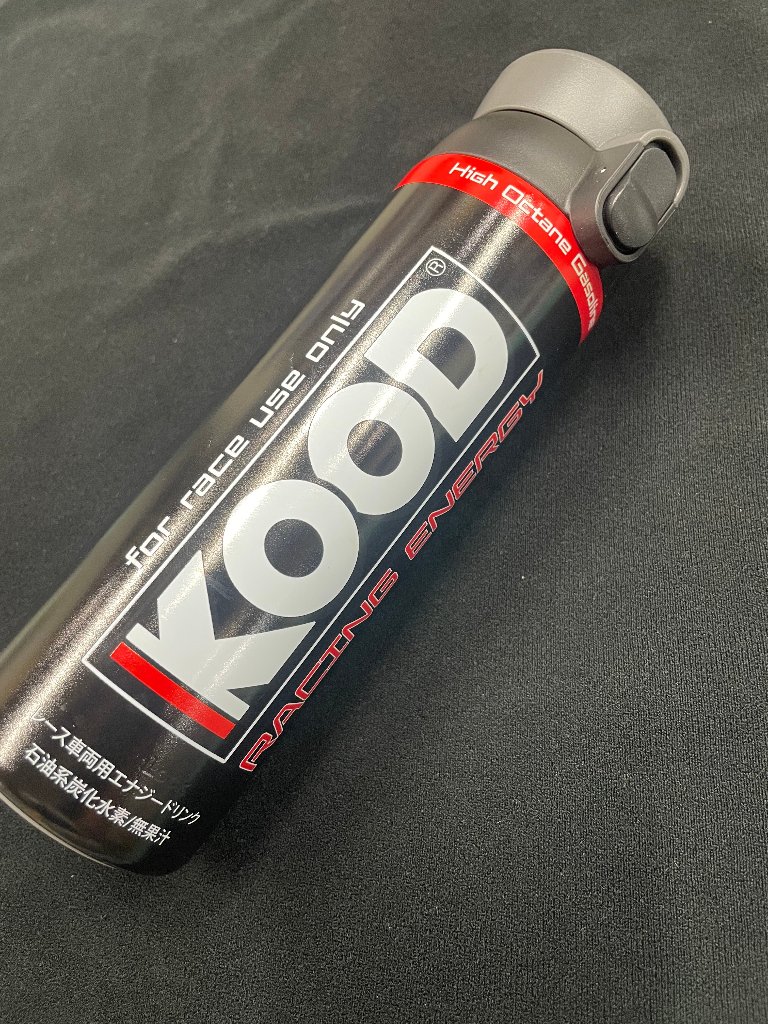 High Octane Gasoline
for race use only
KOOD®
RACING ENERGY
レース車両用エナジードリンク
石油系炭化水素/無果汁